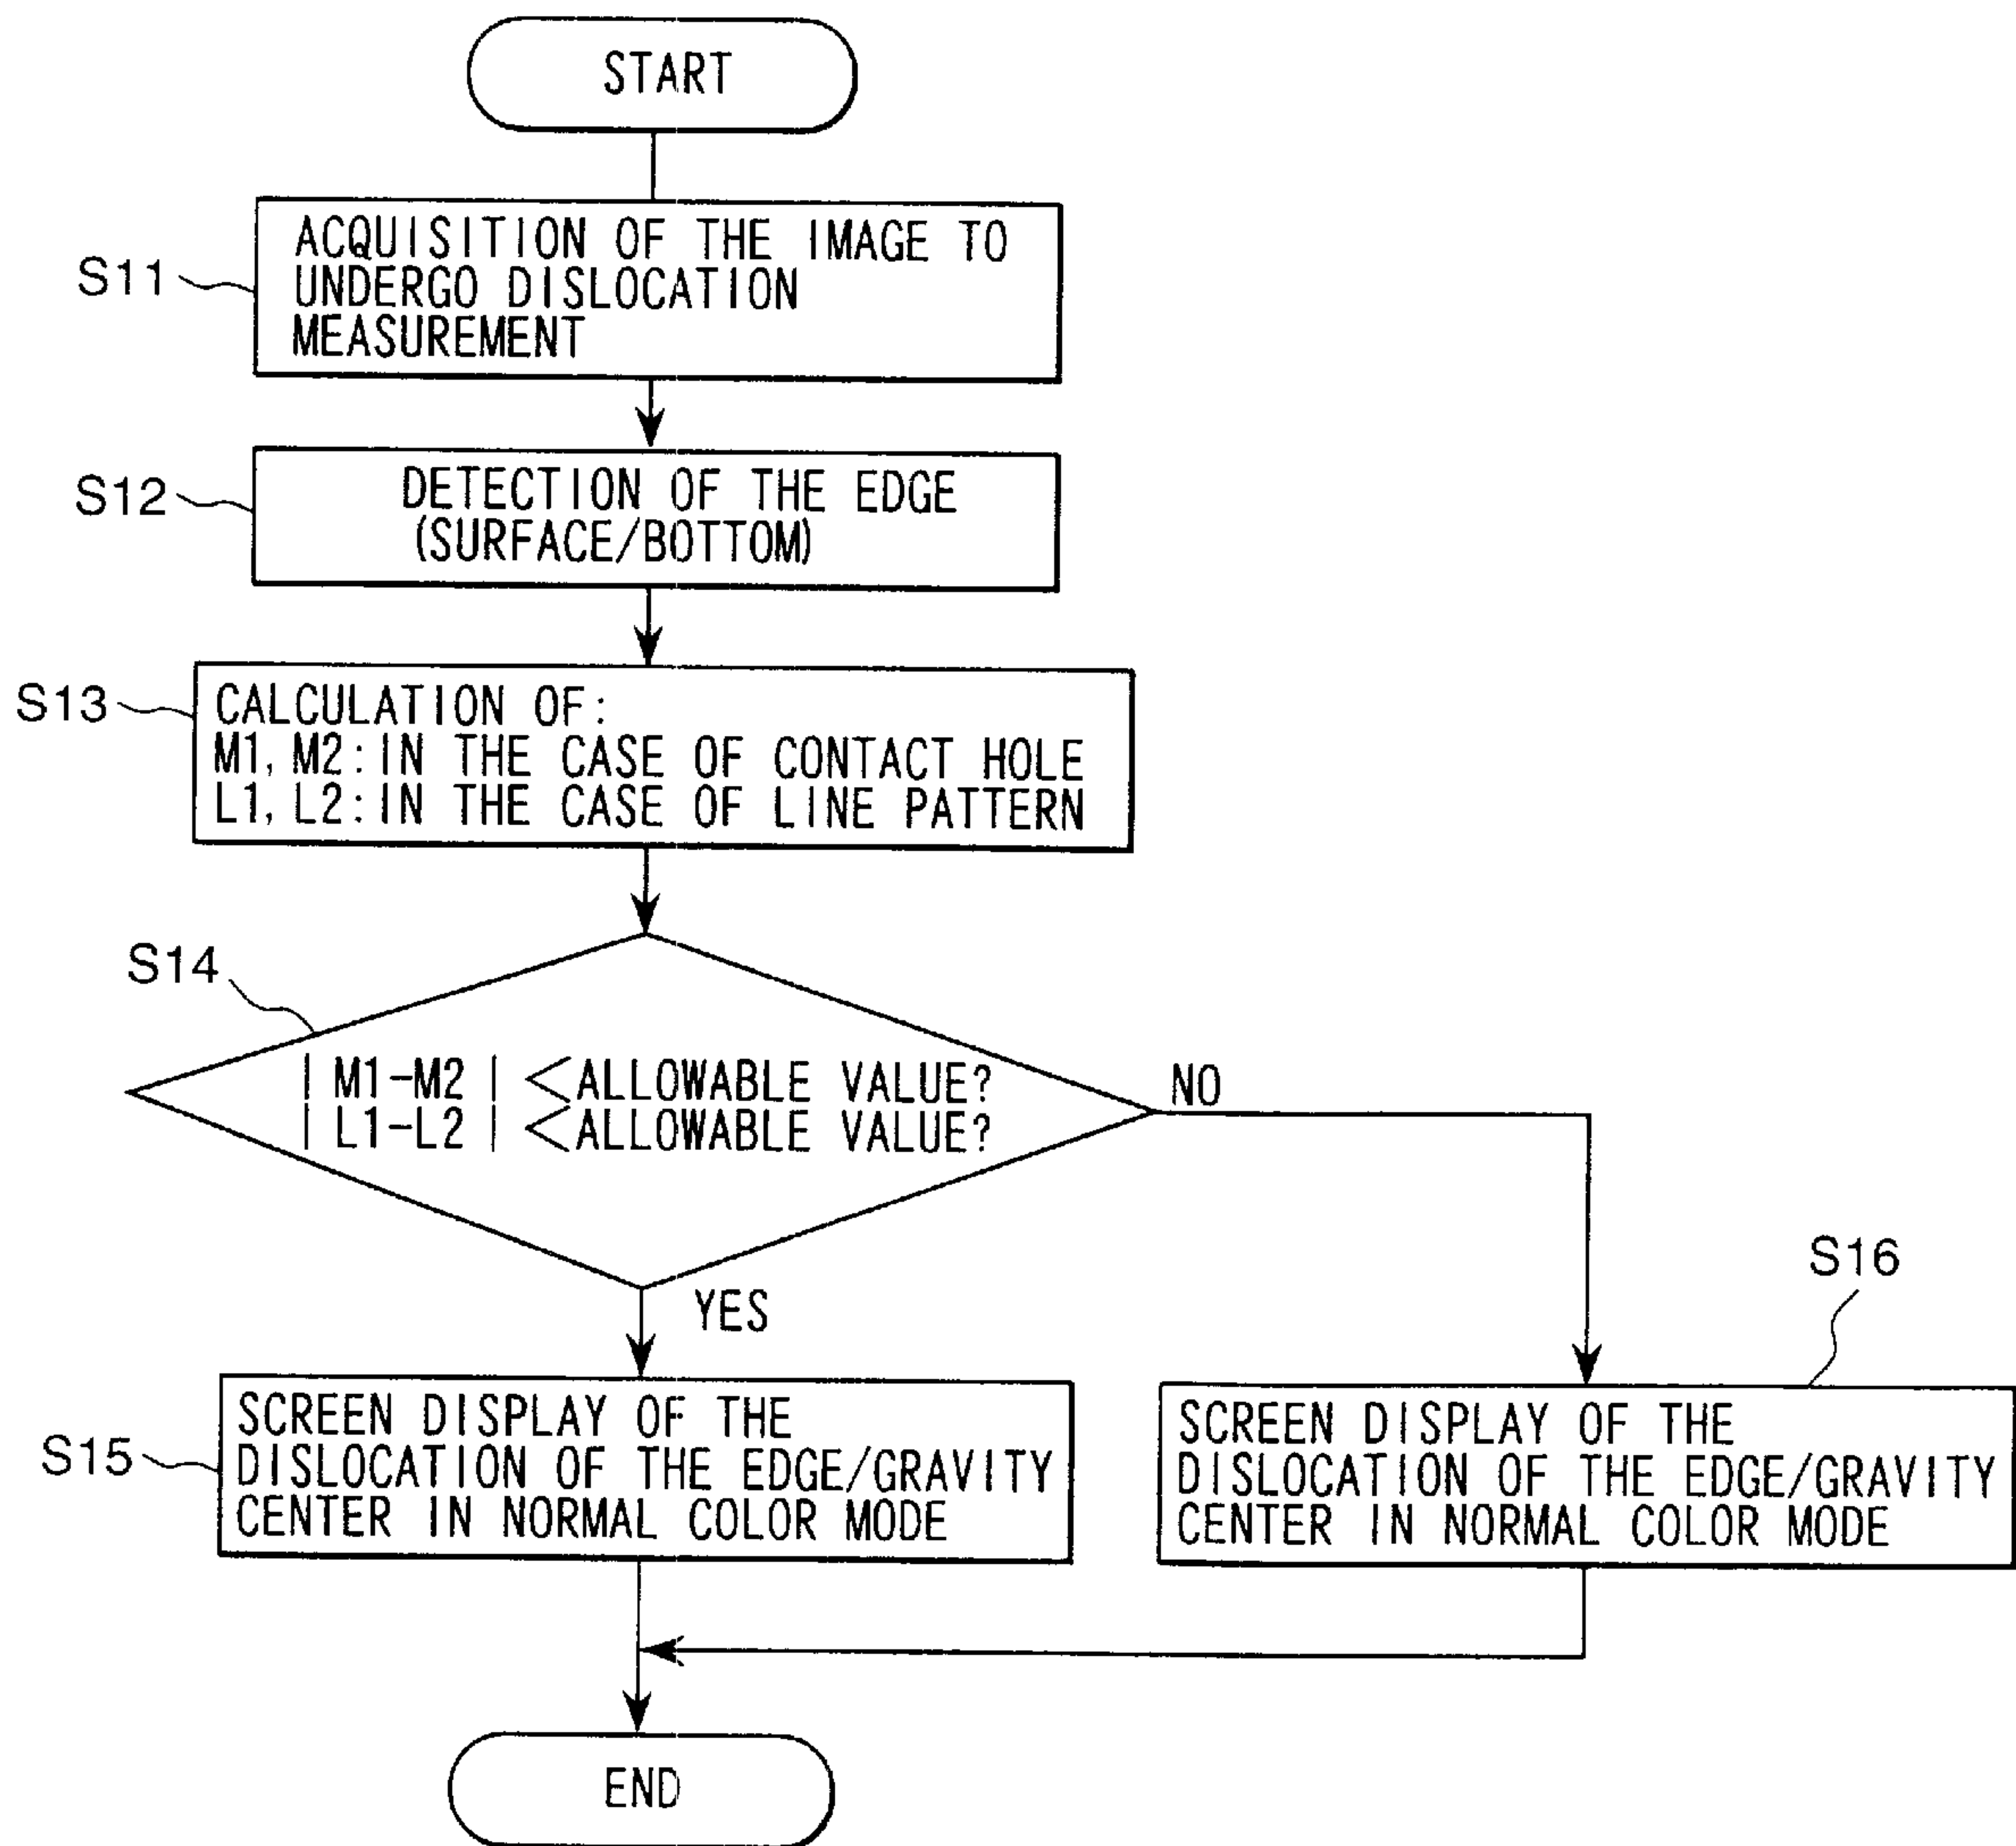 START
S11
ACQUISITION OF THE IMAGE TO
UNDERGO DISLOCATION
MEASUREMENT
S12
DETECTION OF THE EDGE
(SURFACE/BOTTOM)
S13
CALCULATION OF:
M1, M2:IN THE CASE OF CONTACT HOLE
L1, L2:IN THE CASE OF LINE PATTERN
S14
| M1-M2 | <ALLOWABLE VALUE?
| L1-L2 | <ALLOWABLE VALUE?
NO
YES
S15
SCREEN DISPLAY OF THE
DISLOCATION OF THE EDGE/GRAVITY
CENTER IN NORMAL COLOR MODE
S16
SCREEN DISPLAY OF THE
DISLOCATION OF THE EDGE/GRAVITY
CENTER IN NORMAL COLOR MODE
END